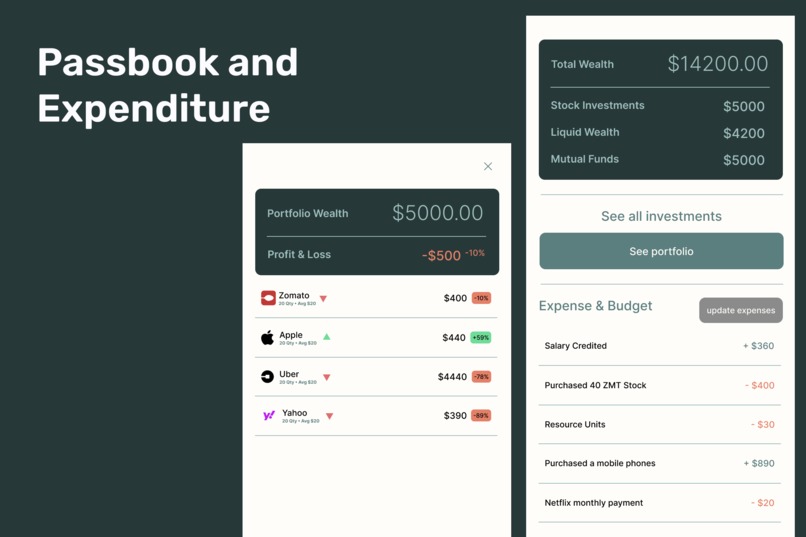 Passbook and
Expenditure
Portfolio Wealth $5000.00
Profit & Loss -$500 -10%
Zomato $400 -10%
20 Qty • Avg $20
Apple $440 +59%
20 Qty • Avg $20
Uber $4440 -78%
20 Qty • Avg $20
Yahoo $390 -89%
20 Qty • Avg $20
Total Wealth $14200.00
Stock Investments $5000
Liquid Wealth $4200
Mutual Funds $5000
See all investments
See portfolio
Expense & Budget update expenses
Salary Credited + $360
Purchased 40 ZMT Stock - $400
Resource Units - $30
Purchased a mobile phones + $890
Netflix monthly payment - $20